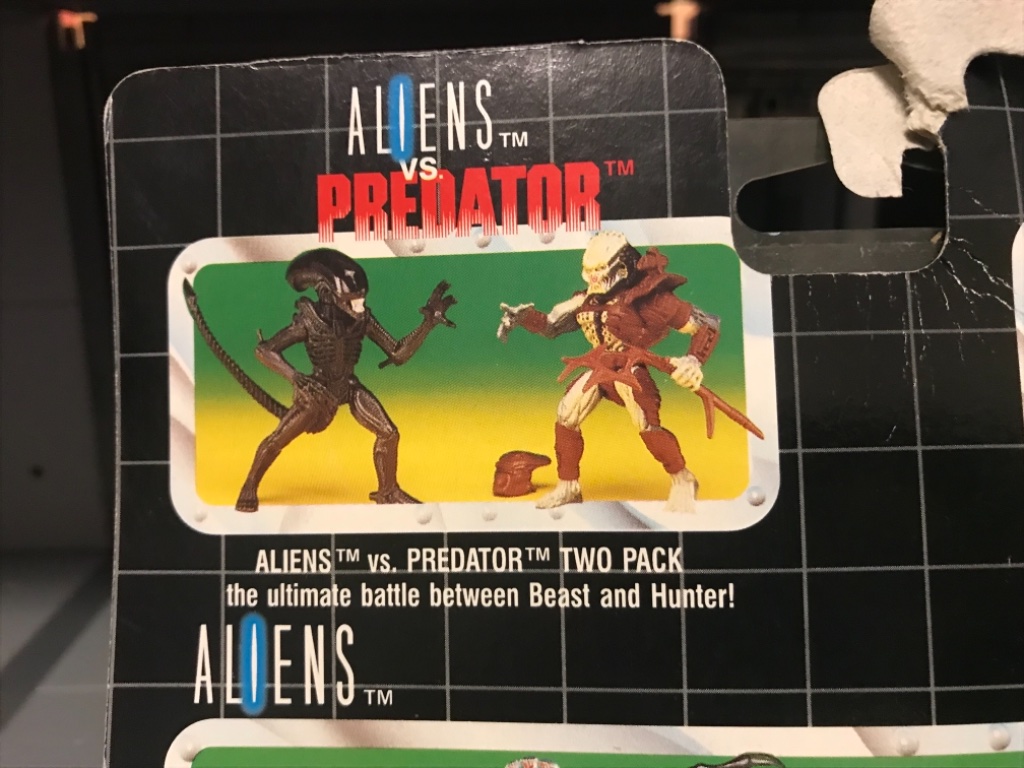 ALIENS™
VS.
PREDATOR™
ALIENS™ vs. PREDATOR™ TWO PACK
the ultimate battle between Beast and Hunter!
ALIENS™